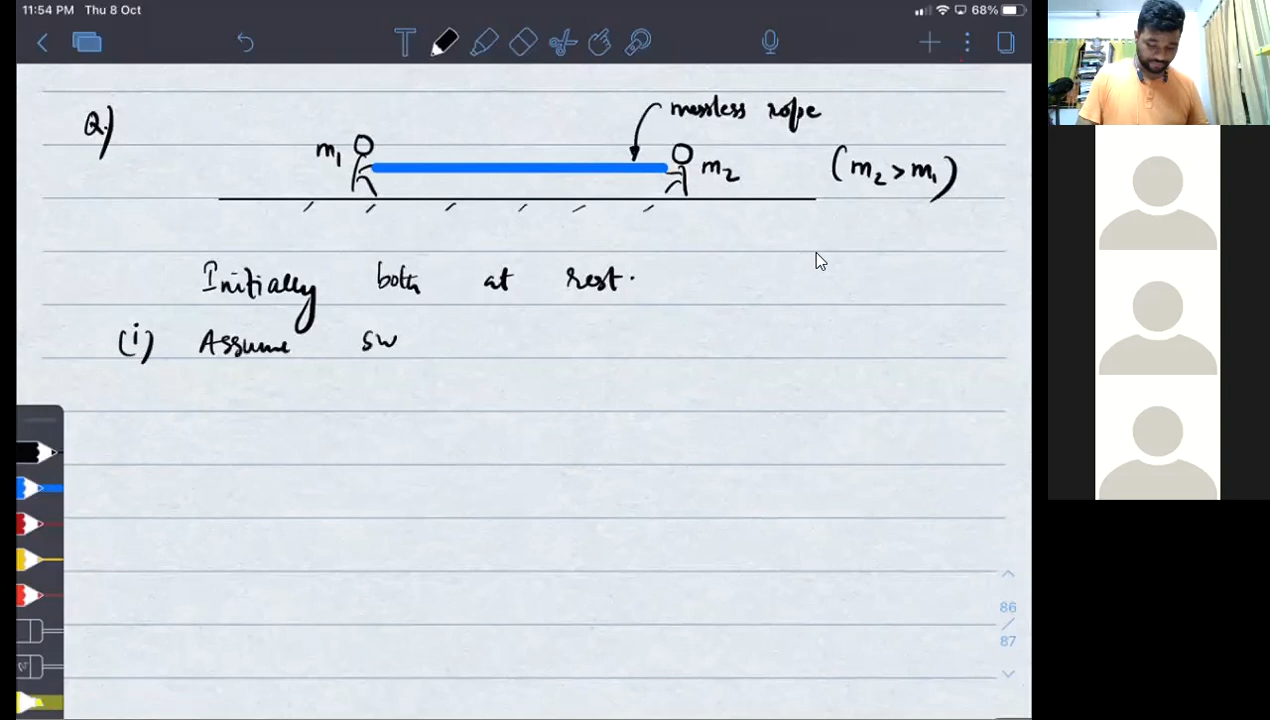 11:54 PM Thu 8 Oct
68%
Q.)
massless rope
m1
m2
(m2 > m1)
Initially both at rest.
(i) Assume sw
86
/
87